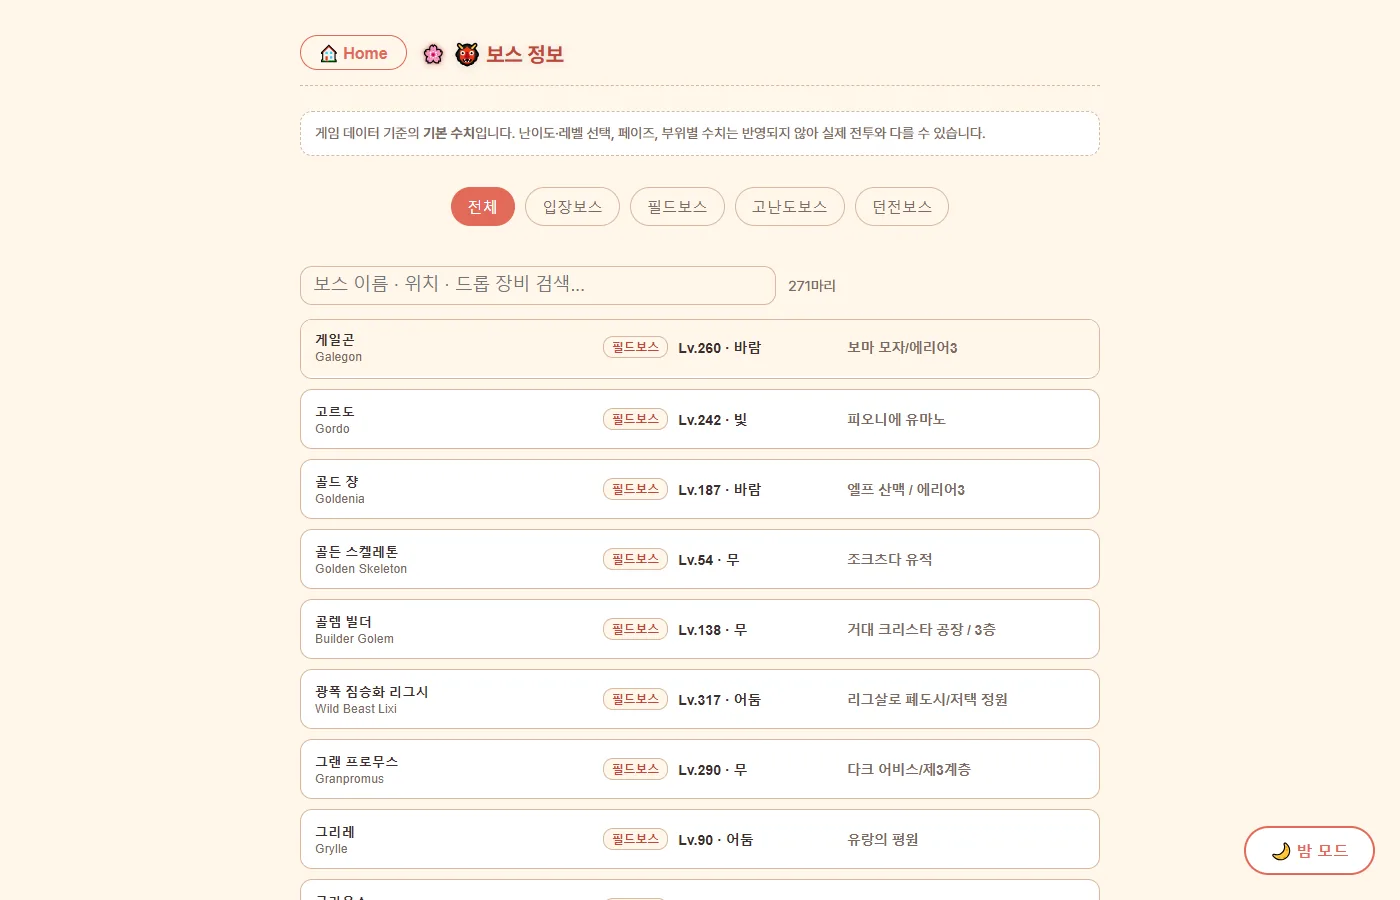 Home
보스 정보
게임 데이터 기준의 기본 수치입니다. 난이도·레벨 선택, 페이즈, 부위별 수치는 반영되지 않아 실제 전투와 다를 수 있습니다.
전체 입장보스 필드보스 고난도보스 던전보스
보스 이름 · 위치 · 드롭 장비 검색... 271마리
게일곤
Galegon
필드보스 Lv.260 · 바람 보마 모자/에리어3
고르도
Gordo
필드보스 Lv.242 · 빛 피오니에 유마노
골드 쟝
Goldenia
필드보스 Lv.187 · 바람 엘프 산맥 / 에리어3
골든 스켈레톤
Golden Skeleton
필드보스 Lv.54 · 무 조크츠다 유적
골렘 빌더
Builder Golem
필드보스 Lv.138 · 무 거대 크리스타 공장 / 3층
광폭 짐승화 리그시
Wild Beast Lixi
필드보스 Lv.317 · 어둠 리그살로 폐도시/저택 정원
그랜 프로무스
Granpromus
필드보스 Lv.290 · 무 다크 어비스/제3계층
그리레
Grylle
필드보스 Lv.90 · 어둠 유랑의 평원
밤 모드